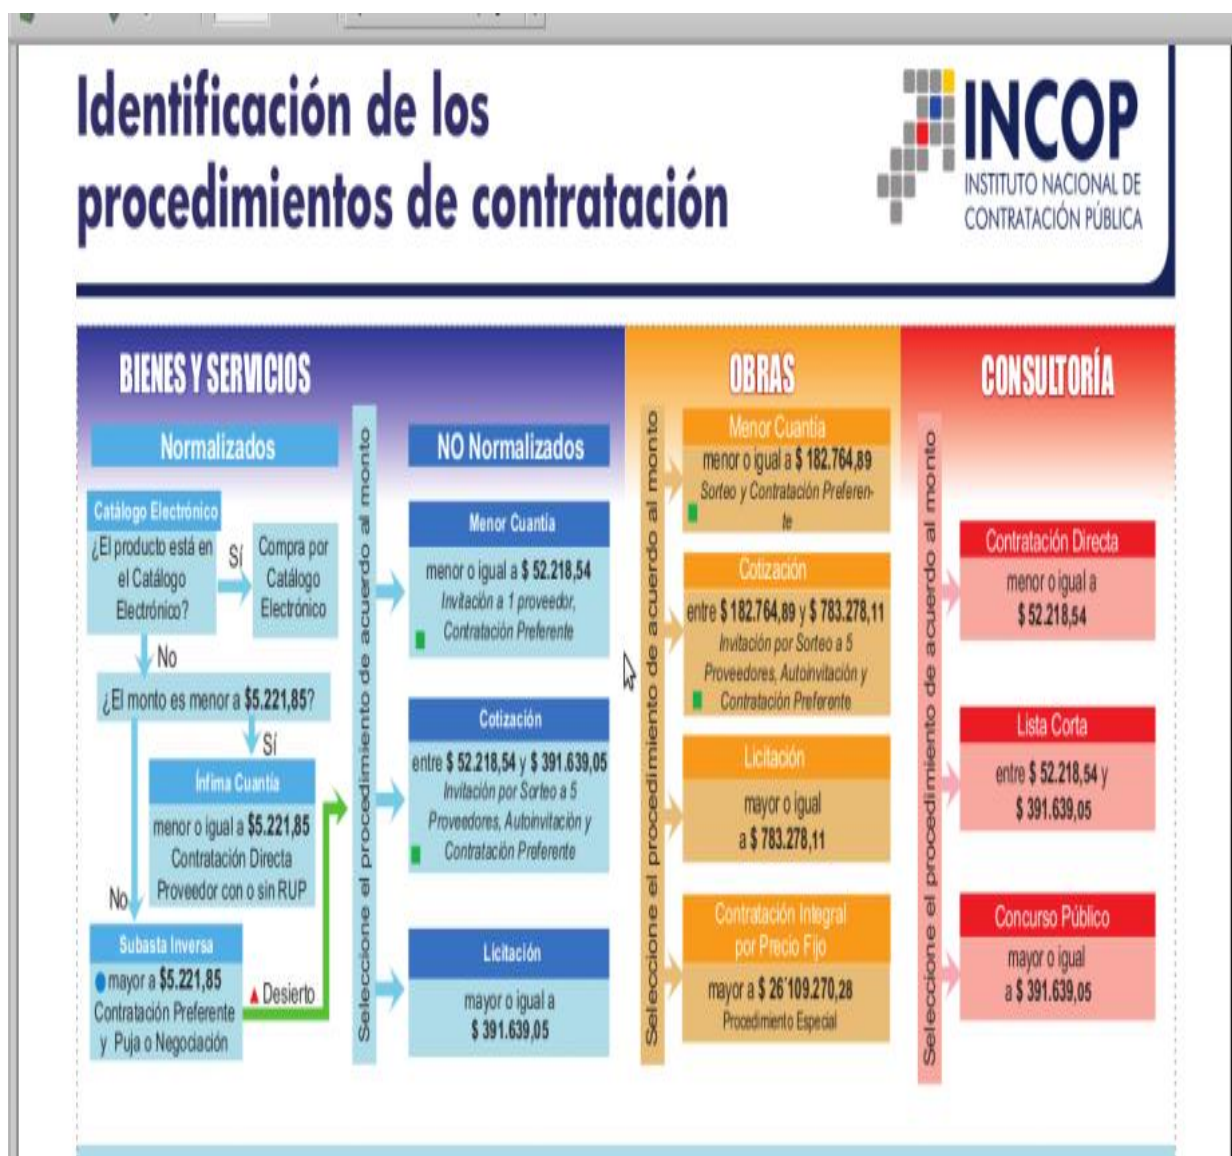 Identificación de los
procedimientos de contratación
INCOP
INSTITUTO NACIONAL DE
CONTRATACIÓN PÚBLICA
BIENES Y SERVICIOS
Normalizados
Catálogo Electrónico
¿El producto está en
el Catálogo
Electrónico?
Sí
Compra por
Catálogo
Electrónico
No
¿El monto es menor a $5.221,85?
Sí
Ínfima Cuantía
menor o igual a $5.221,85
Contratación Directa
Proveedor con o sin RUP
No
Subasta Inversa
mayor a $5.221,85
Contratación Preferente
y Puja o Negociación
Desierto
Seleccione el procedimiento de acuerdo al monto
NO Normalizados
Menor Cuantía
menor o igual a $ 52.218,54
Invitación a 1 proveedor,
Contratación Preferente
Cotización
entre $ 52.218,54 y $ 391.639,05
Invitación por Sorteo a 5
Proveedores, Autoinvitación y
Contratación Preferente
Licitación
mayor o igual a
$ 391.639,05
OBRAS
Seleccione el procedimiento de acuerdo al monto
Menor Cuantía
menor o igual a $ 182.764,89
Sorteo y Contratación Preferen-
te
Cotización
entre $ 182.764,89 y $ 783.278,11
Invitación por Sorteo a 5
Proveedores, Autoinvitación y
Contratación Preferente
Licitación
mayor o igual
a $ 783.278,11
Contratación Integral
por Precio Fijo
mayor a $ 26´109.270,28
Procedimiento Especial
CONSULTORÍA
Seleccione el procedimiento de acuerdo al monto
Contratación Directa
menor o igual a
$ 52.218,54
Lista Corta
entre $ 52.218,54 y
$ 391.639,05
Concurso Público
mayor o igual
a $ 391.639,05